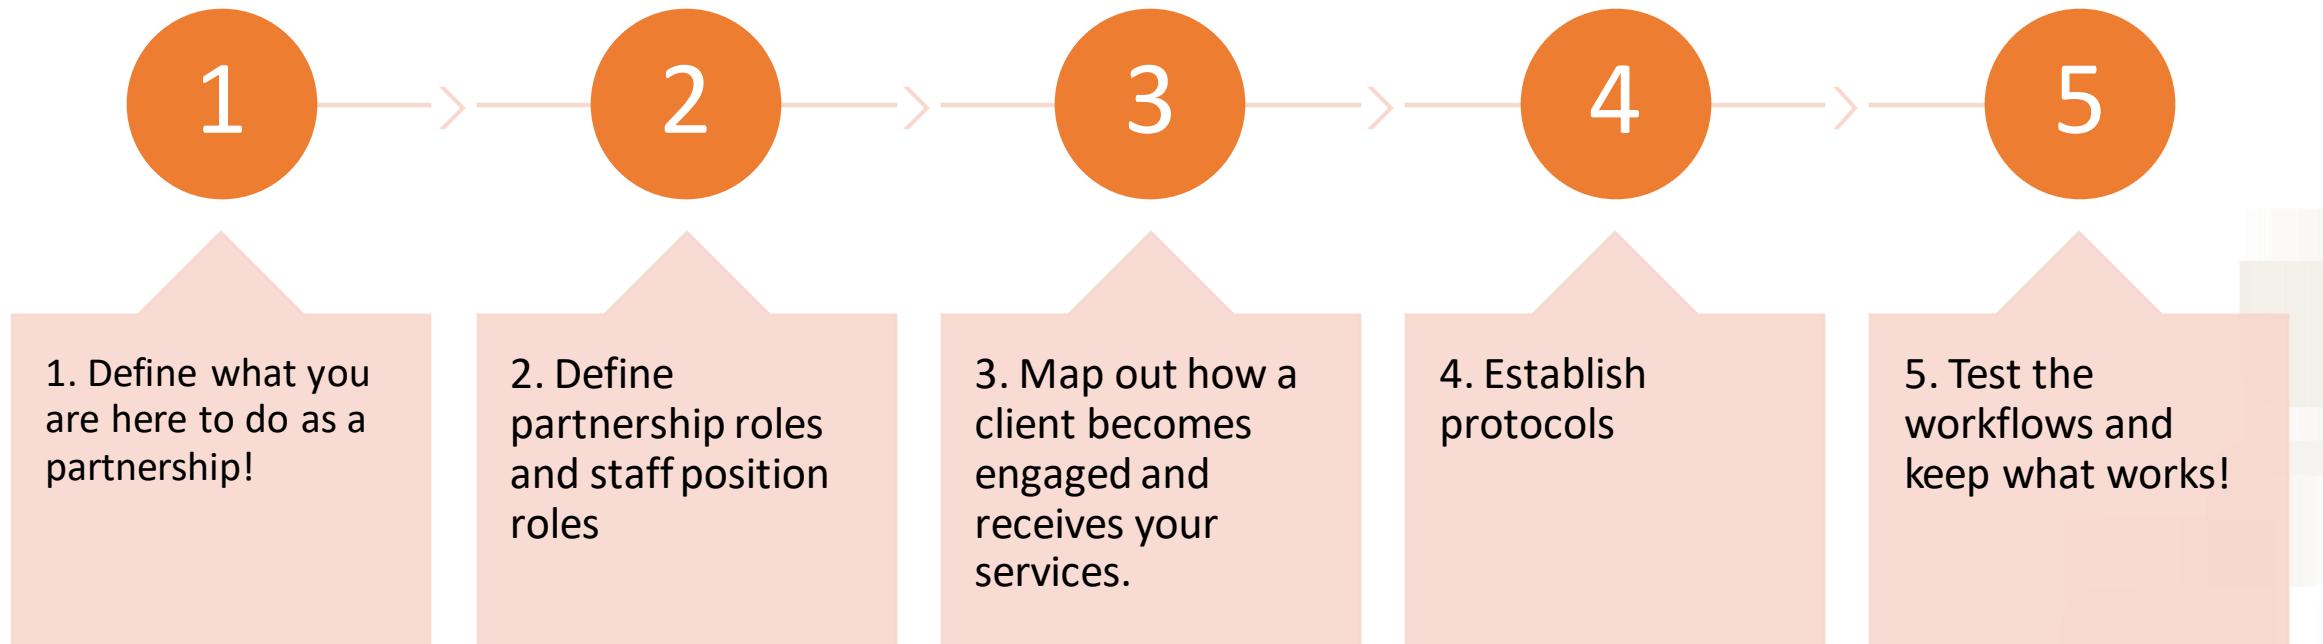 1
2
3
4
5
1. Define what you
are here to do as a
partnership!
2. Define
partnership roles
and staff position
roles
3. Map out how a
client becomes
engaged and
receives your
services.
4. Establish
protocols
5. Test the
workflows and
keep what works!